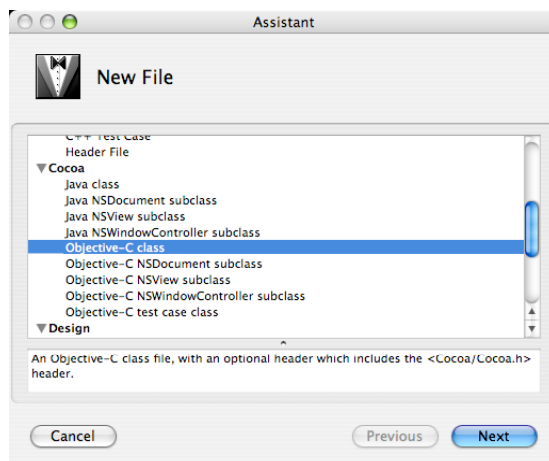 Assistant
New File
C++ Test Case
Header File
Cocoa
Java class
Java NSDocument subclass
Java NSView subclass
Java NSWindowController subclass
Objective-C class
Objective-C NSDocument subclass
Objective-C NSView subclass
Objective-C NSWindowController subclass
Objective-C test case class
Design
An Objective-C class file, with an optional header which includes the <Cocoa/Cocoa.h>
header.
Cancel Previous Next